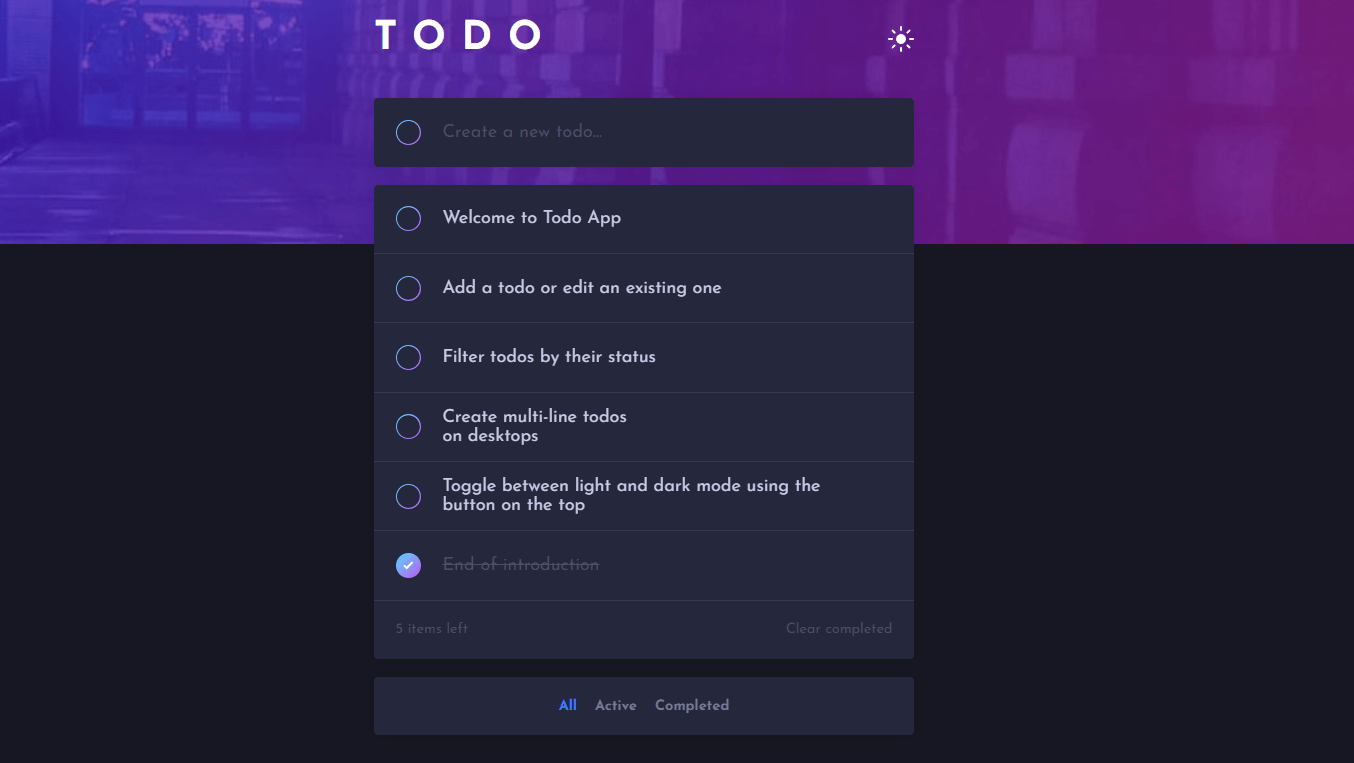 TODO
Create a new todo...
Welcome to Todo App
Add a todo or edit an existing one
Filter todos by their status
Create multi-line todos
on desktops
Toggle between light and dark mode using the
button on the top
End of introduction
5 items left Clear completed
All Active Completed